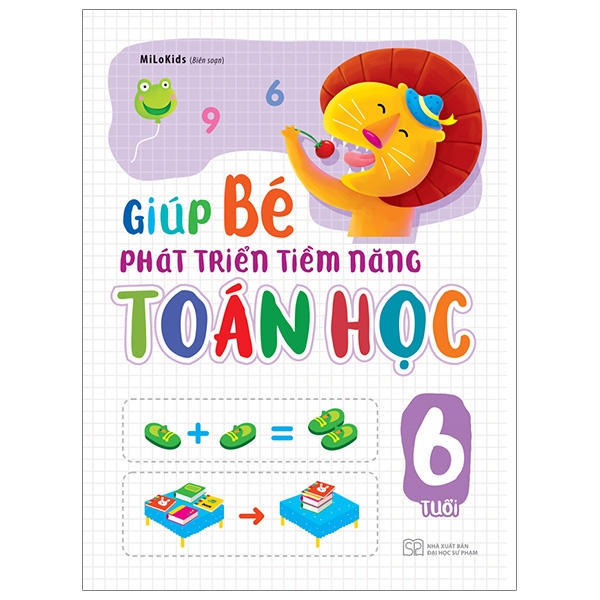 MiLoKids (Biên soạn)
9
6
Giúp Bé
PHÁT TRIỂN TIỀM NĂNG
TOÁN HỌC
+ =
6
TUỔI
NHÀ XUẤT BẢN
ĐẠI HỌC SƯ PHẠM